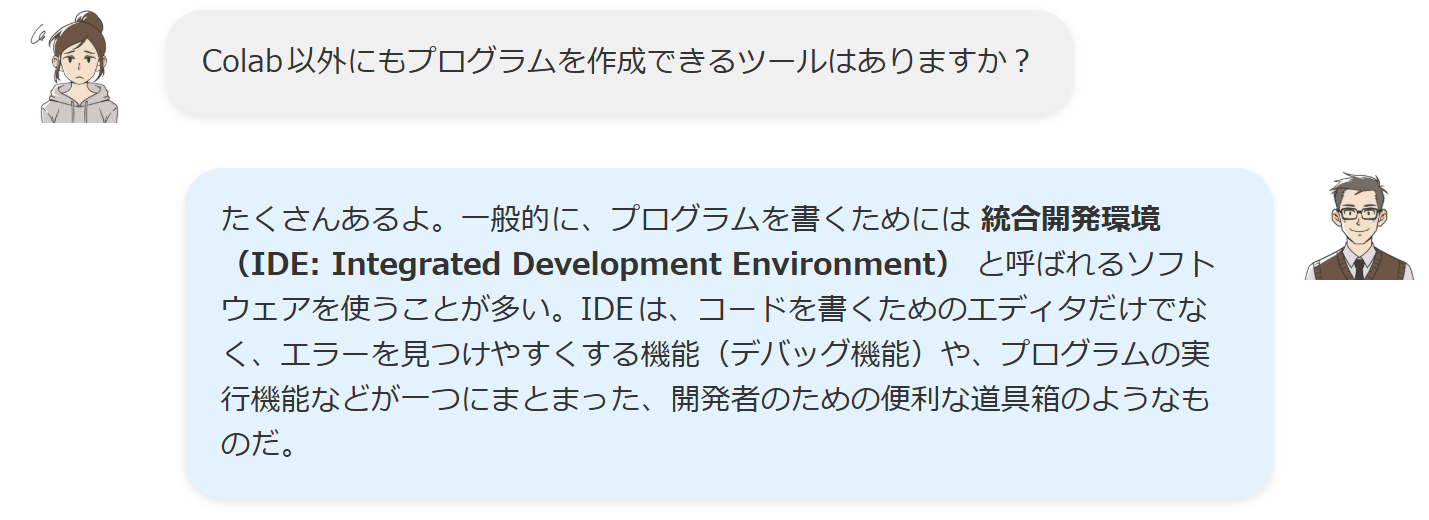 Colab以外にもプログラムを作成できるツールはありますか？
たくさんあるよ。一般的に、プログラムを書くためには 統合開発環境
（IDE: Integrated Development Environment） と呼ばれるソフト
ウェアを使うことが多い。IDEは、コードを書くためのエディタだけでな
く、エラーを見つけやすくする機能（デバッグ機能）や、プログラムの実
行機能などが一つにまとまった、開発者のための便利な道具箱のようなも
のだ。